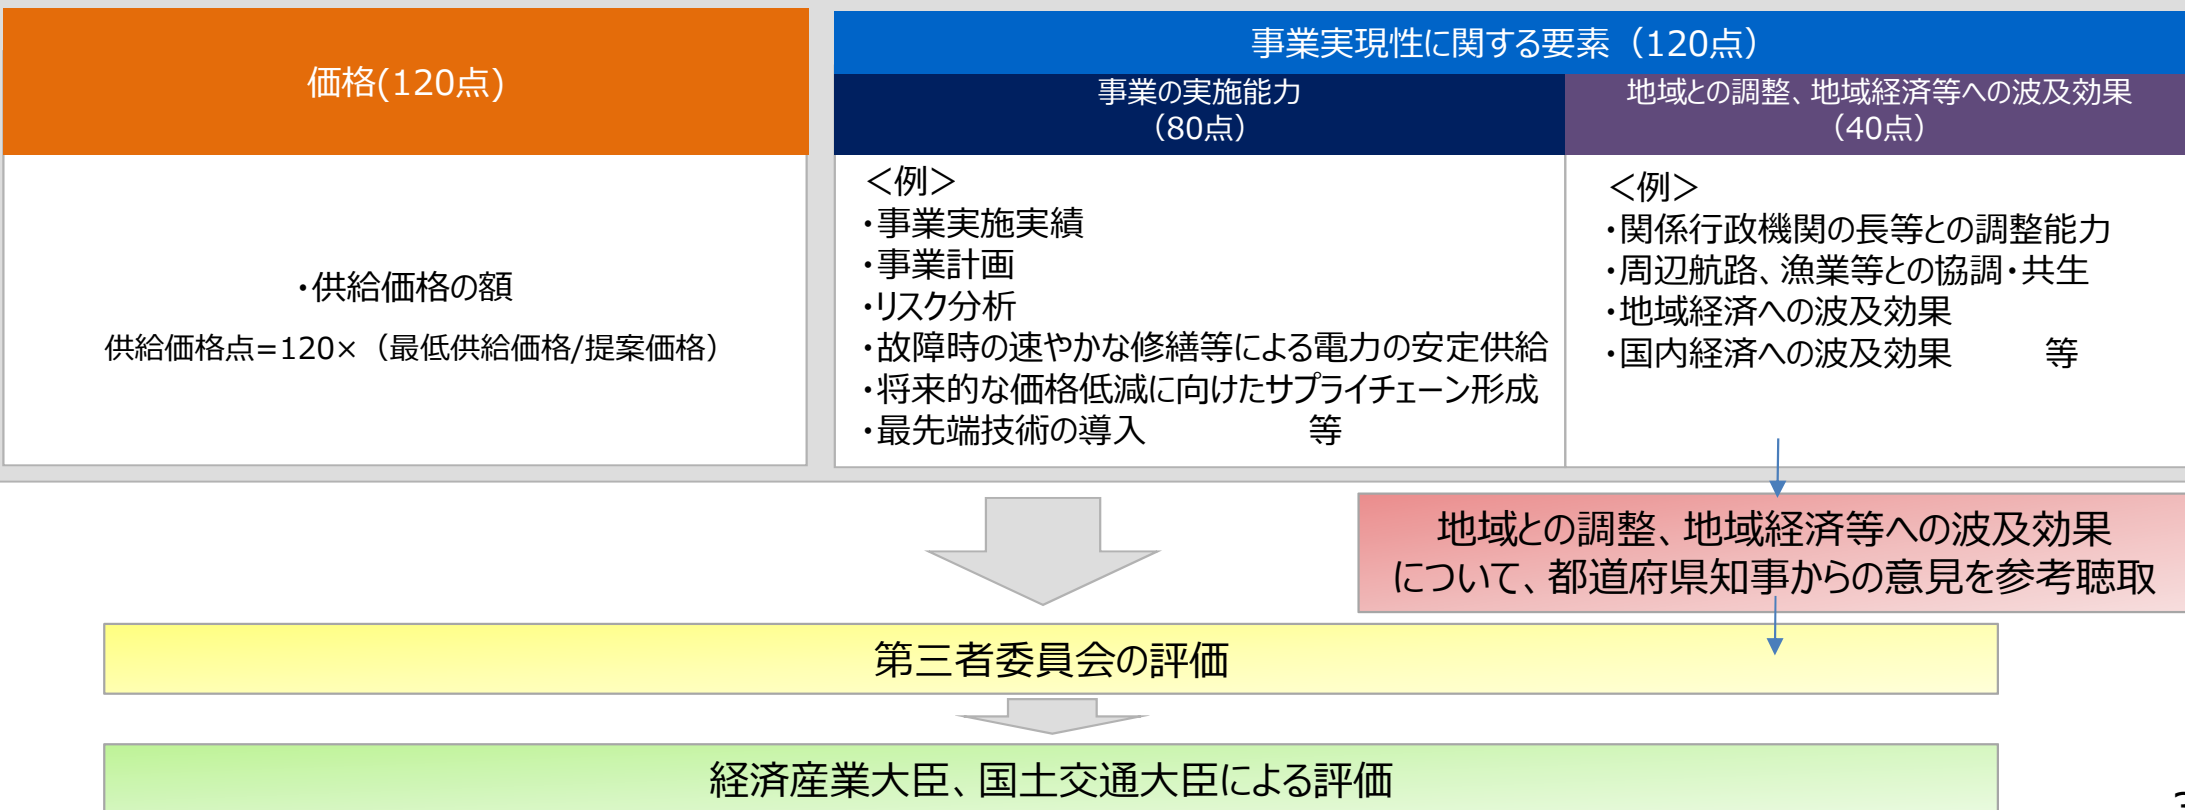 価格(120点)
・供給価格の額
供給価格点=120×（最低供給価格/提案価格）
事業実現性に関する要素（120点）
事業の実施能力
（80点）
＜例＞
・事業実施実績
・事業計画
・リスク分析
・故障時の速やかな修繕等による電力の安定供給
・将来的な価格低減に向けたサプライチェーン形成
・最先端技術の導入　　　　等
地域との調整、地域経済等への波及効果
（40点）
＜例＞
・関係行政機関の長等との調整能力
・周辺航路、漁業等との協調・共生
・地域経済への波及効果
・国内経済への波及効果　　　等
地域との調整、地域経済等への波及効果
について、都道府県知事からの意見を参考聴取
第三者委員会の評価
経済産業大臣、国土交通大臣による評価